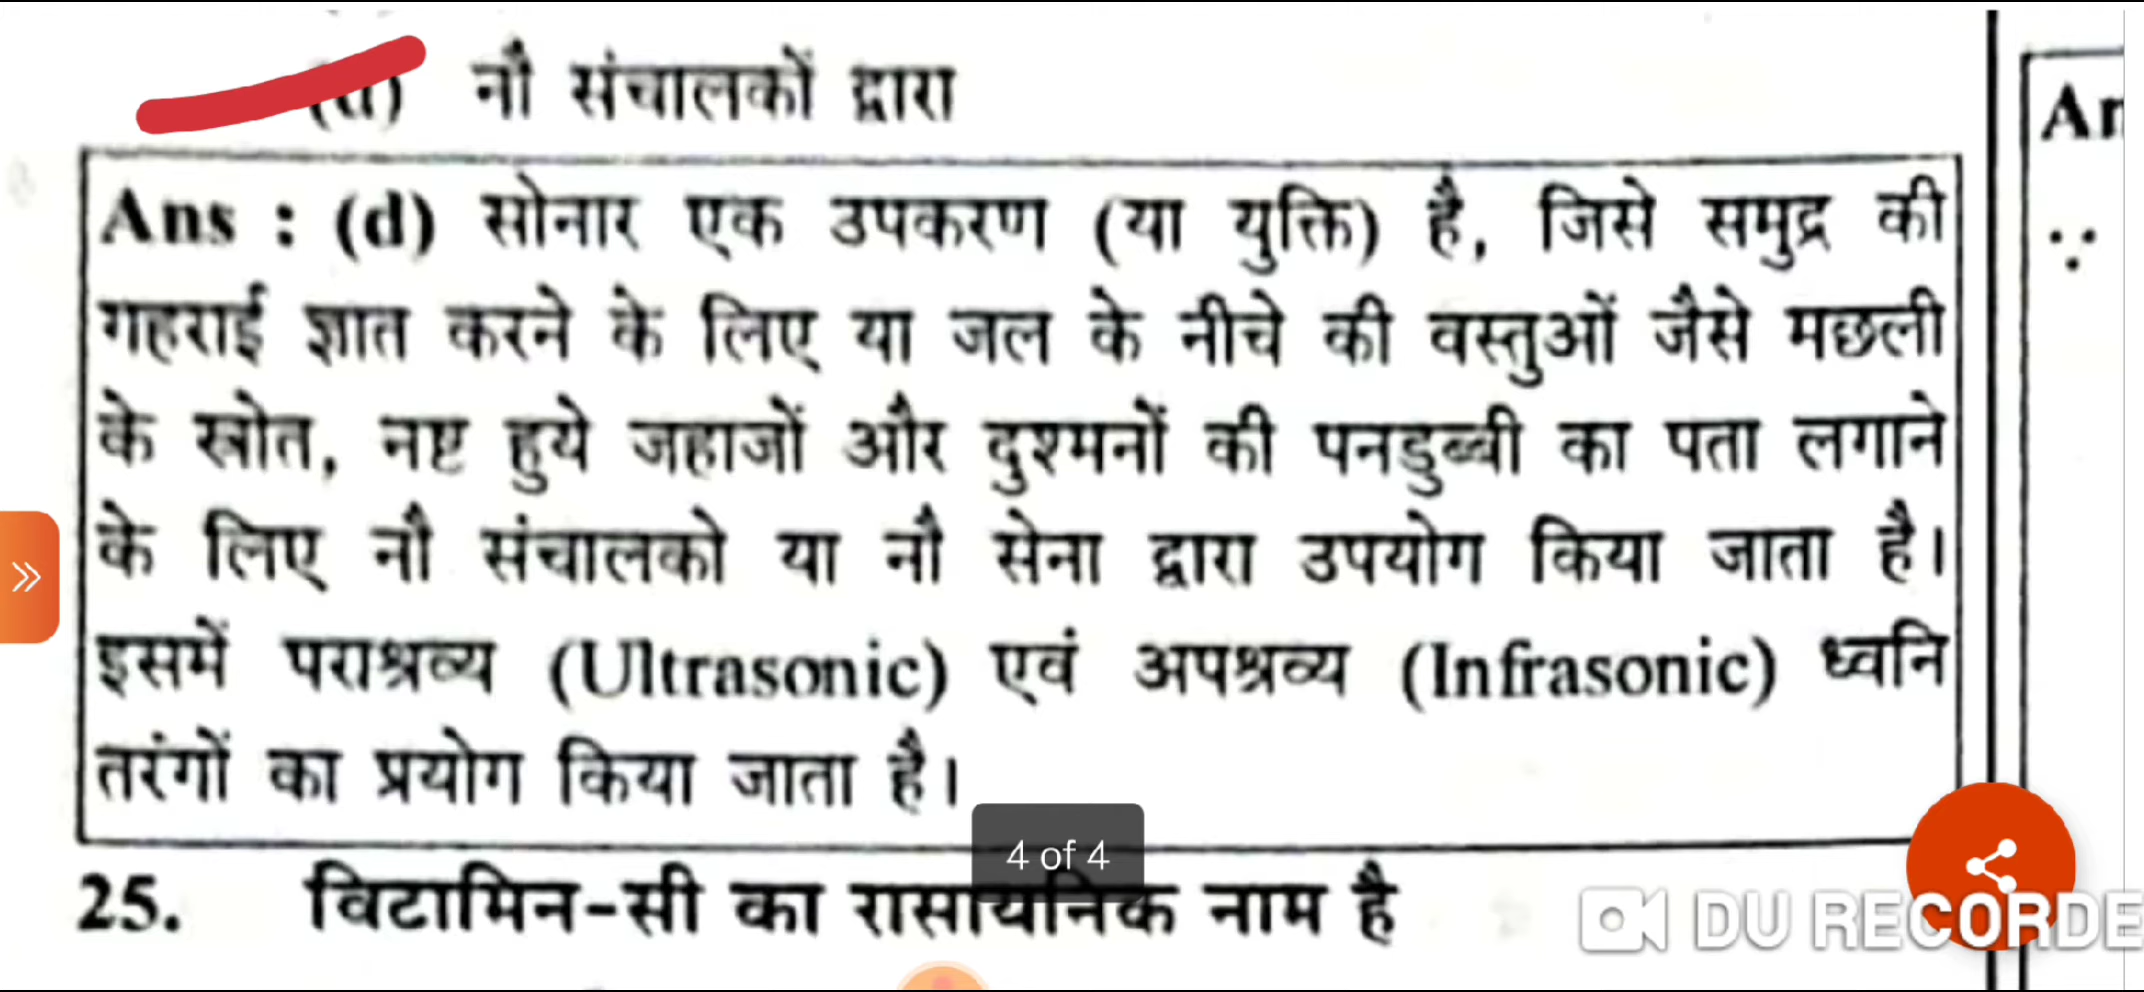 (d) नौ संचालकों द्वारा
Ans : (d) सोनार एक उपकरण (या युक्ति) है, जिसे समुद्र की
गहराई ज्ञात करने के लिए या जल के नीचे की वस्तुओं जैसे मछली
के स्रोत, नष्ट हुये जहाजों और दुश्मनों की पनडुब्बी का पता लगाने
के लिए नौ संचालको या नौ सेना द्वारा उपयोग किया जाता है।
इसमें पराश्रव्य (Ultrasonic) एवं अपश्रव्य (Infrasonic) ध्वनि
तरंगों का प्रयोग किया जाता है।
4 of 4
25. विटामिन-सी का रासायनिक नाम है
DU RECORDE